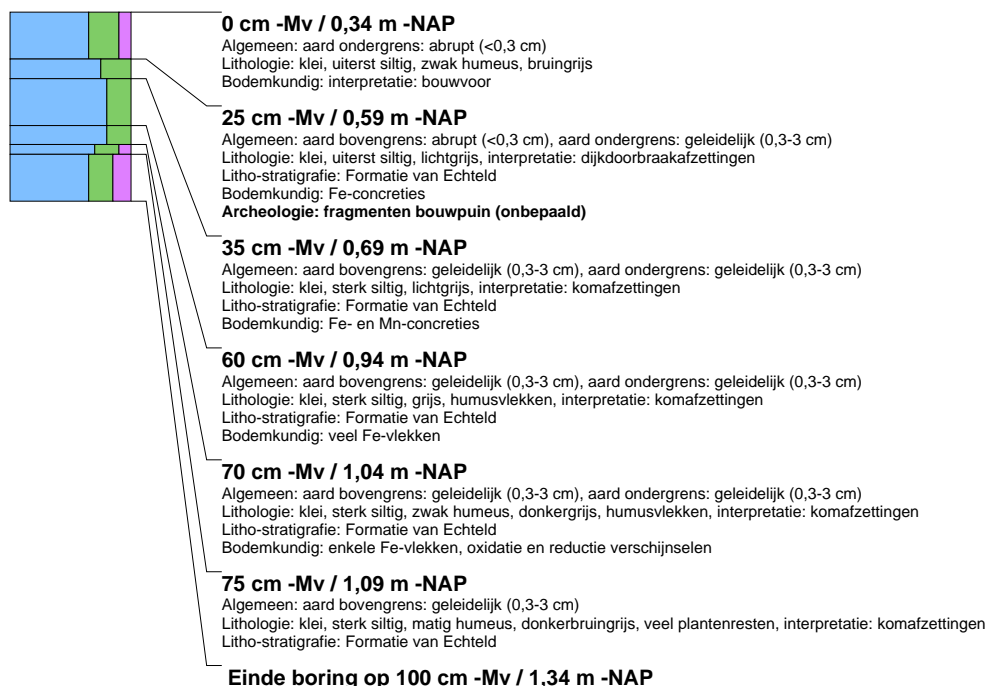 0 cm -Mv / 0,34 m -NAP
Algemeen: aard ondergrens: abrupt (<0,3 cm)
Lithologie: klei, uiterst siltig, zwak humeus, bruingrijs
Bodemkundig: interpretatie: bouwvoor
25 cm -Mv / 0,59 m -NAP
Algemeen: aard bovengrens: abrupt (<0,3 cm), aard ondergrens: geleidelijk (0,3-3 cm)
Lithologie: klei, uiterst siltig, lichtgrijs, interpretatie: dijkdoorbraakafzettingen
Litho-stratigrafie: Formatie van Echteld
Bodemkundig: Fe-concreties
Archeologie: fragmenten bouwpuin (onbepaald)
35 cm -Mv / 0,69 m -NAP
Algemeen: aard bovengrens: geleidelijk (0,3-3 cm), aard ondergrens: geleidelijk (0,3-3 cm)
Lithologie: klei, sterk siltig, lichtgrijs, interpretatie: komafzettingen
Litho-stratigrafie: Formatie van Echteld
Bodemkundig: Fe- en Mn-concreties
60 cm -Mv / 0,94 m -NAP
Algemeen: aard bovengrens: geleidelijk (0,3-3 cm), aard ondergrens: geleidelijk (0,3-3 cm)
Lithologie: klei, sterk siltig, grijs, humusvlekken, interpretatie: komafzettingen
Litho-stratigrafie: Formatie van Echteld
Bodemkundig: veel Fe-vlekken
70 cm -Mv / 1,04 m -NAP
Algemeen: aard bovengrens: geleidelijk (0,3-3 cm), aard ondergrens: geleidelijk (0,3-3 cm)
Lithologie: klei, sterk siltig, zwak humeus, donkergrijs, humusvlekken, interpretatie: komafzettingen
Litho-stratigrafie: Formatie van Echteld
Bodemkundig: enkele Fe-vlekken, oxidatie en reductie verschijnselen
75 cm -Mv / 1,09 m -NAP
Algemeen: aard bovengrens: geleidelijk (0,3-3 cm)
Lithologie: klei, sterk siltig, matig humeus, donkerbruingrijs, veel plantenresten, interpretatie: komafzettingen
Litho-stratigrafie: Formatie van Echteld
Einde boring op 100 cm -Mv / 1,34 m -NAP